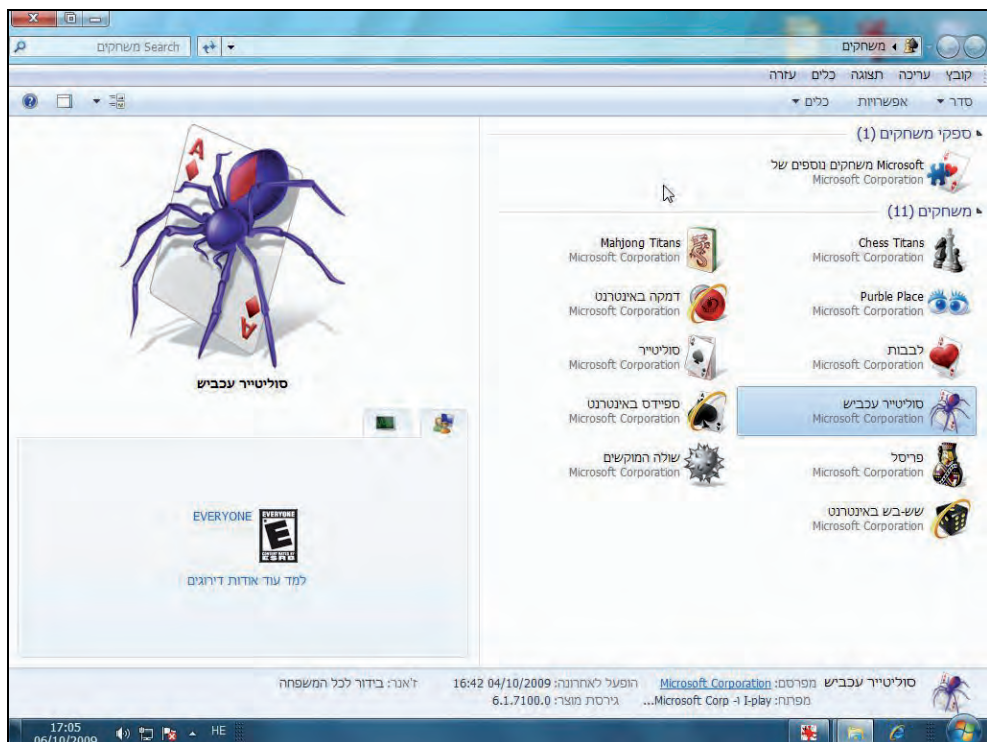 משחקים
Search משחקים
קובץ עריכה תצוגה כלים עזרה
סדר אפשרויות כלים
ספקי משחקים (1)
Microsoft משחקים נוספים של
Microsoft Corporation
משחקים (11)
Chess Titans
Microsoft Corporation
Mahjong Titans
Microsoft Corporation
Purble Place
Microsoft Corporation
דמקה באינטרנט
Microsoft Corporation
לבבות
Microsoft Corporation
סוליטייר
Microsoft Corporation
סוליטייר עכביש
Microsoft Corporation
ספיידס באינטרנט
Microsoft Corporation
פריסל
Microsoft Corporation
שולה המוקשים
Microsoft Corporation
שש-בש באינטרנט
Microsoft Corporation
סוליטייר עכביש
EVERYONE
EVERYONE
E
ESRB
למד עוד אודות דירוגים
סוליטייר עכביש מפרסם: Microsoft Corporation הופעל לאחרונה: 04/10/2009 16:42 ז'אנר: בידור לכל המשפחה
מפתח: I-play ו- Microsoft Corp... גירסת מוצר: 6.1.7100.0
HE
17:05
06/10/2009